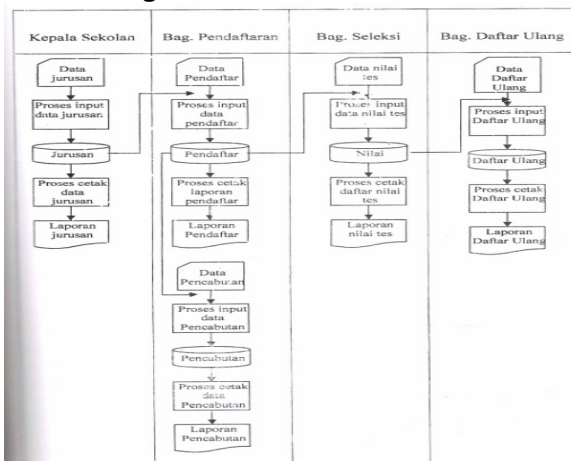 Kepala Sekolan
Bag. Pendaftaran
Bag. Seleksi
Bag. Daftar Ulang
Data
jurusan
Proses input
data jurusan
Jurusan
Proses cetak
data
jurusan
Laporan
jurusan
Data
Pendaftar
Proses input
data
pendaftar
Pendaftar
Proses cetak
laporan
pendaftar
Laporan
Pendaftar
Data
Pencabutan
Proses input
data
Pencabutan
Pencabutan
Proses cetak
data
Pencabutan
Laporan
Pencabutan
Data nilai
tes
Proses input
data nilai tes
Nilai
Proses cetak
daftar nilai
tes
Laporan
nilai tes
Data
Daftar
Ulang
Proses input
Daftar Ulang
Daftar Ulang
Proses cetak
Daftar Ulang
Laporan
Daftar Ulang